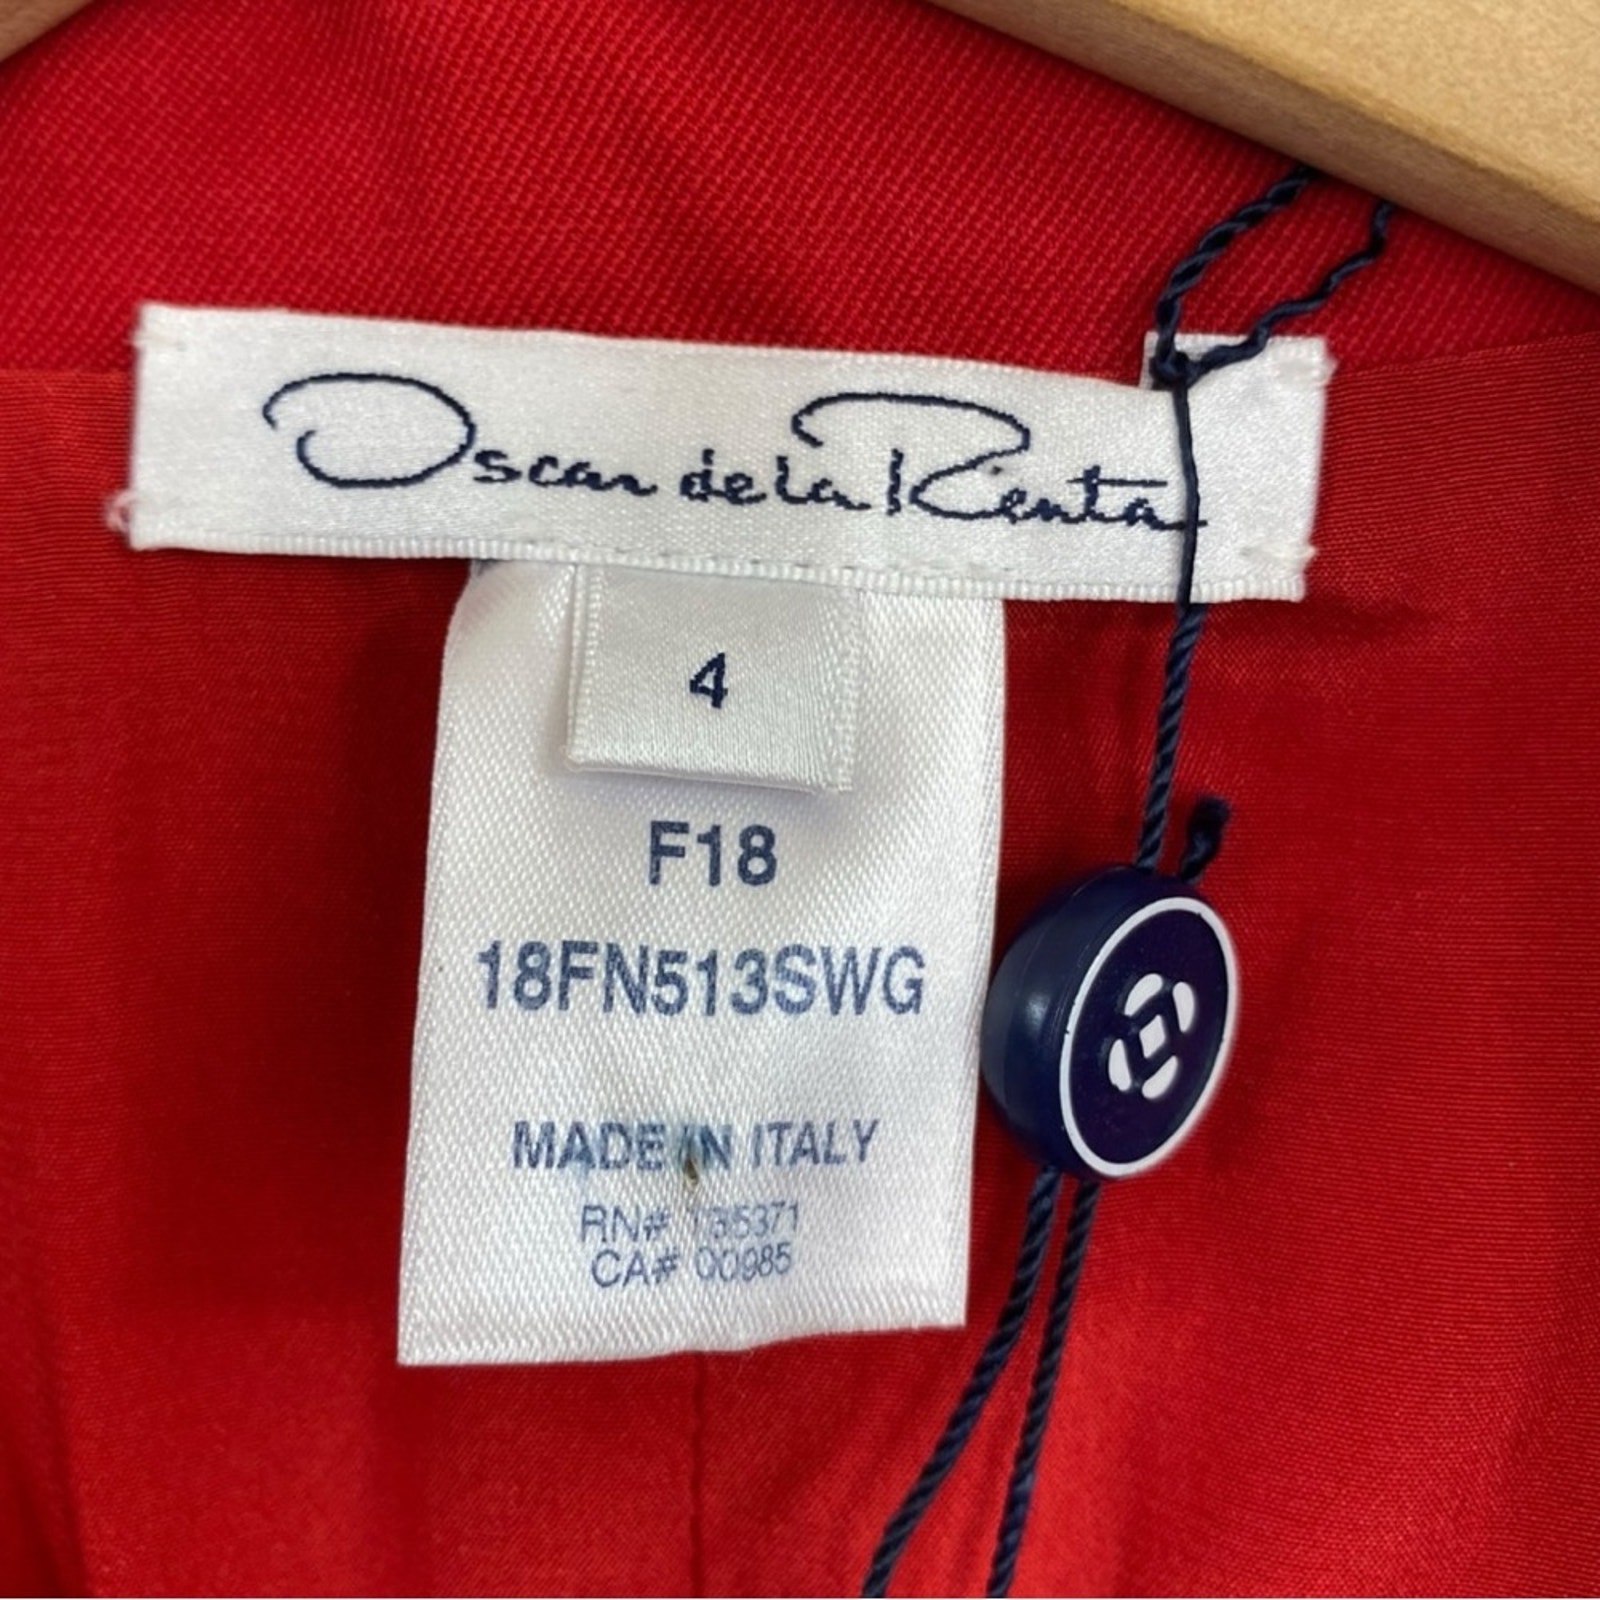 Oscar de la Renta
4
F18
18FN513SWG
MADE IN ITALY
RN# 135371
CA# 00985